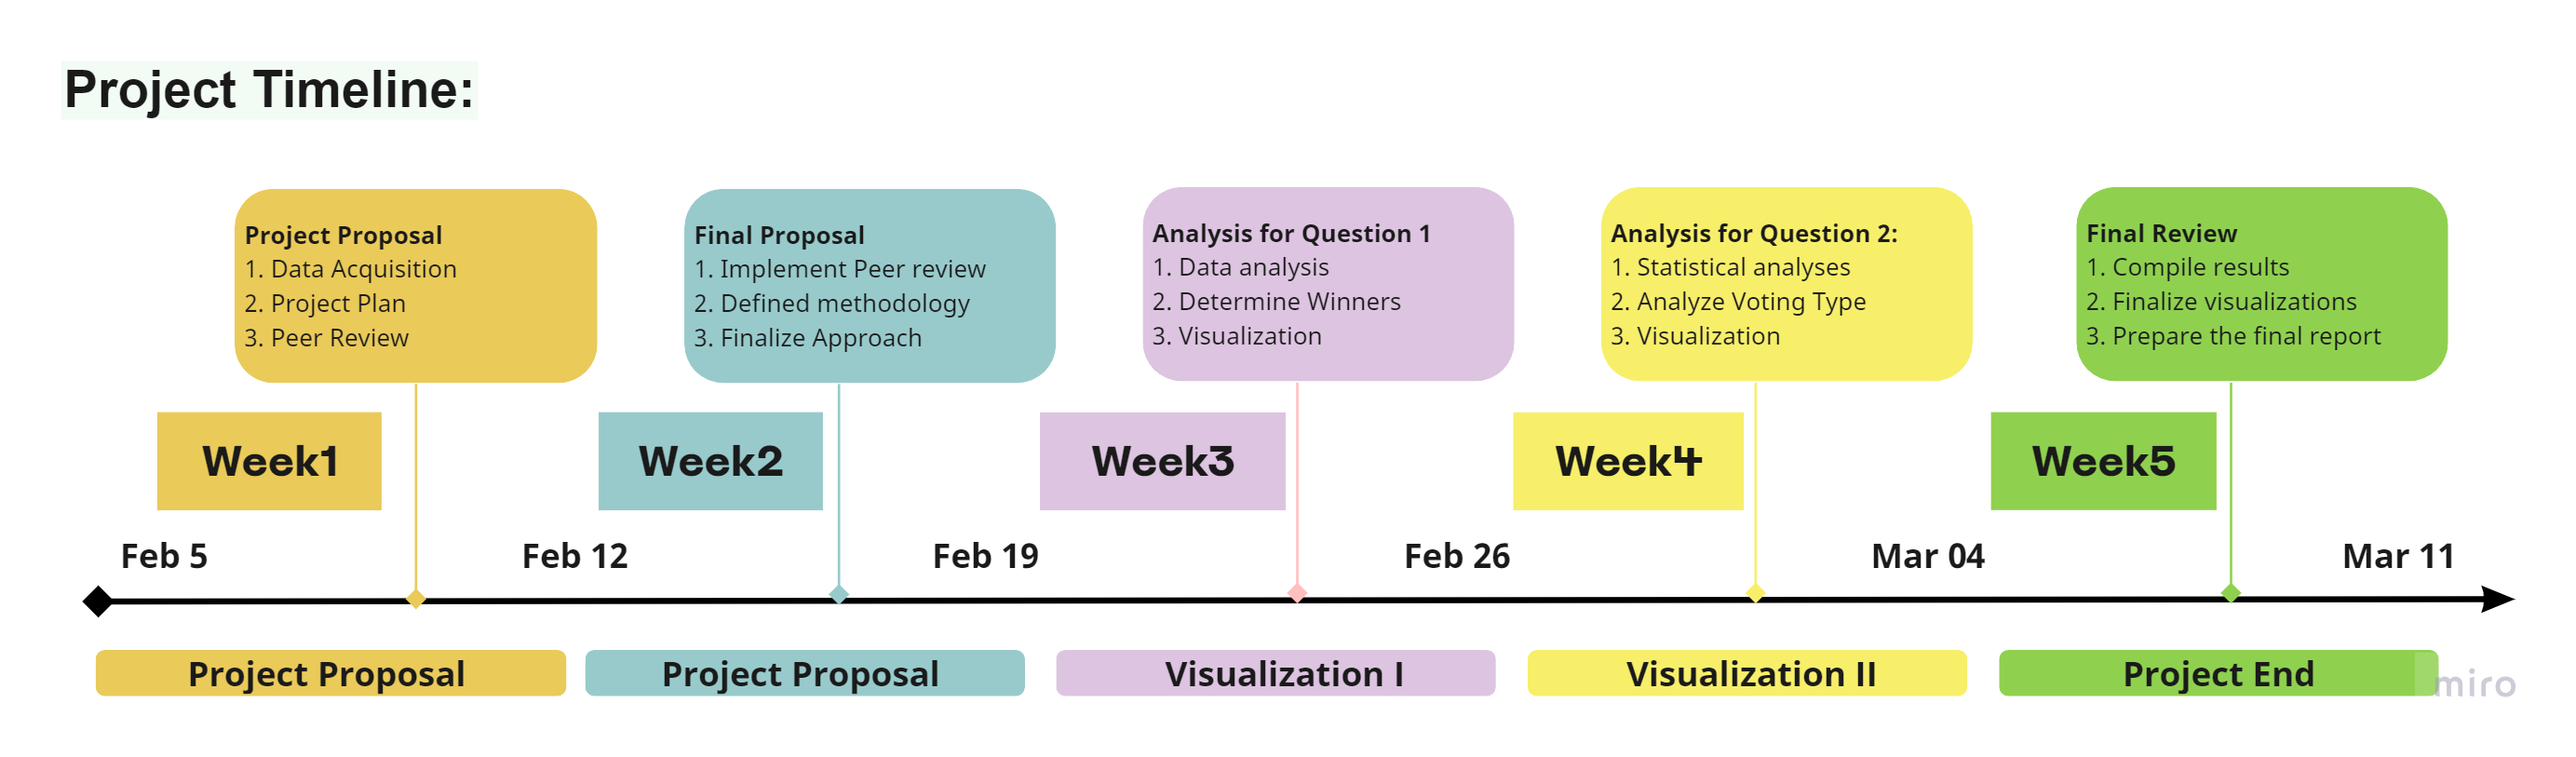 Project Timeline:
Project Proposal
1. Data Acquisition
2. Project Plan
3. Peer Review
Final Proposal
1. Implement Peer review
2. Defined methodology
3. Finalize Approach
Analysis for Question 1
1. Data analysis
2. Determine Winners
3. Visualization
Analysis for Question 2:
1. Statistical analyses
2. Analyze Voting Type
3. Visualization
Final Review
1. Compile results
2. Finalize visualizations
3. Prepare the final report
Week1
Week2
Week3
Week4
Week5
Feb 5
Feb 12
Feb 19
Feb 26
Mar 04
Mar 11
Project Proposal
Project Proposal
Visualization I
Visualization II
Project End
miro